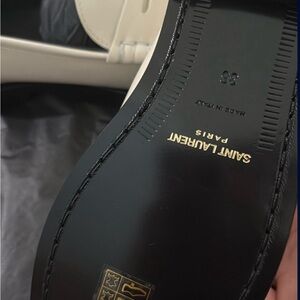 SAINT LAURENT
PARIS
MADE IN ITALY
38